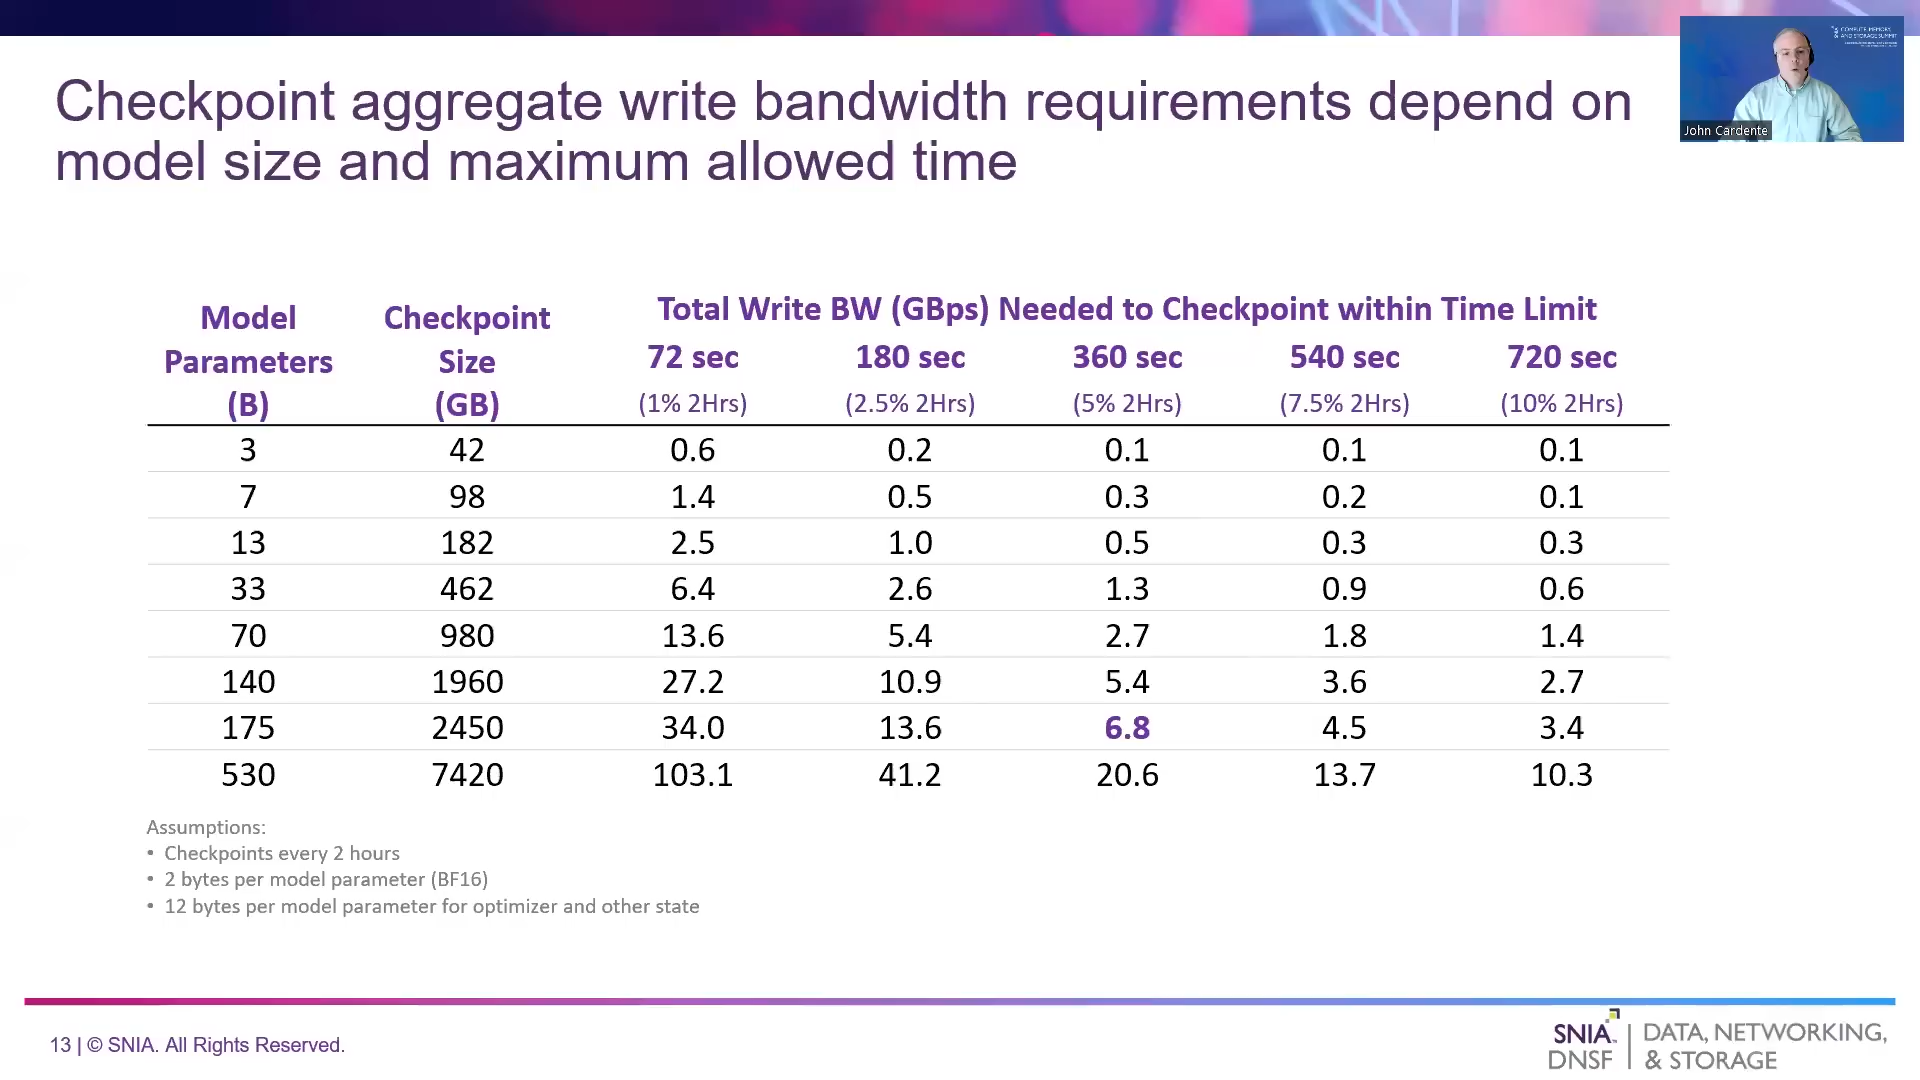 Checkpoint aggregate write bandwidth requirements depend on
model size and maximum allowed time
COMPUTE, MEMORY,
AND STORAGE SUMMIT
John Cardente
Model Parameters (B) Checkpoint Size (GB) Total Write BW (GBps) Needed to Checkpoint within Time Limit
72 sec 180 sec 360 sec 540 sec 720 sec
(1% 2Hrs) (2.5% 2Hrs) (5% 2Hrs) (7.5% 2Hrs) (10% 2Hrs)
3 42 0.6 0.2 0.1 0.1 0.1
7 98 1.4 0.5 0.3 0.2 0.1
13 182 2.5 1.0 0.5 0.3 0.3
33 462 6.4 2.6 1.3 0.9 0.6
70 980 13.6 5.4 2.7 1.8 1.4
140 1960 27.2 10.9 5.4 3.6 2.7
175 2450 34.0 13.6 6.8 4.5 3.4
530 7420 103.1 41.2 20.6 13.7 10.3
Assumptions:
• Checkpoints every 2 hours
• 2 bytes per model parameter (BF16)
• 12 bytes per model parameter for optimizer and other state
13 | © SNIA. All Rights Reserved.
SNIA
DNSF
DATA, NETWORKING,
& STORAGE